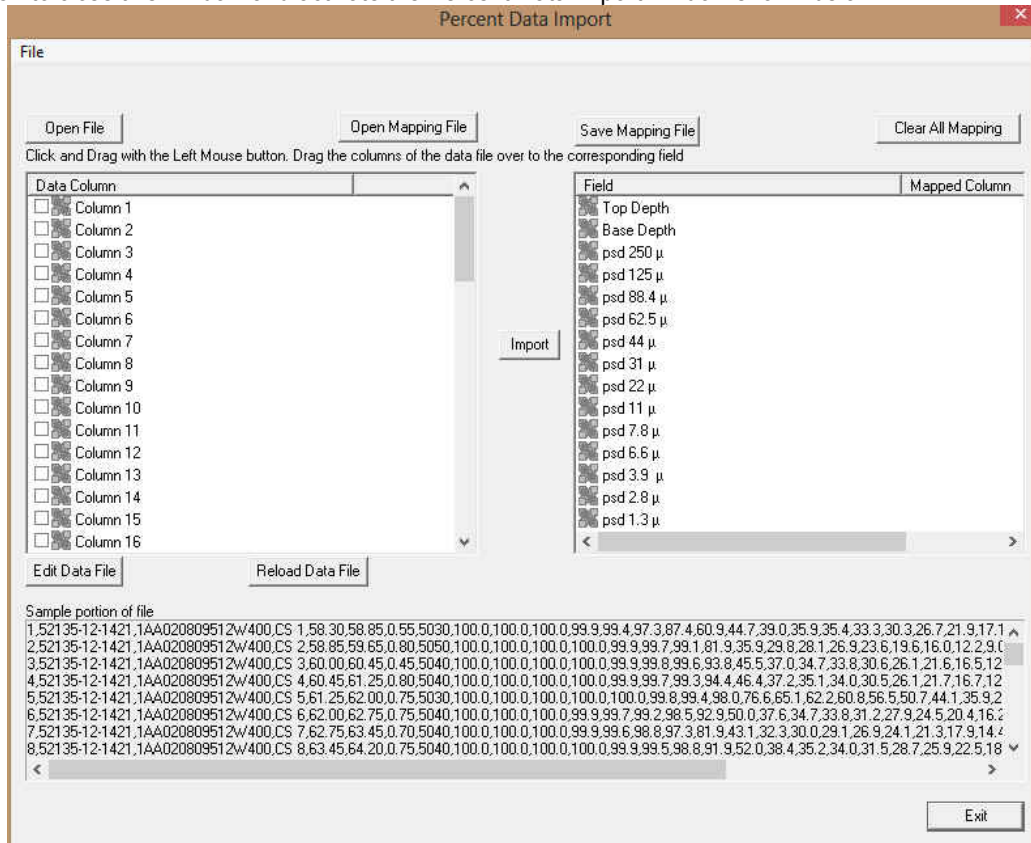 Percent Data Import
File
Open File
Open Mapping File
Save Mapping File
Clear All Mapping
Click and Drag with the Left Mouse button. Drag the columns of the data file over to the corresponding field
Data Column
Column 1
Column 2
Column 3
Column 4
Column 5
Column 6
Column 7
Column 8
Column 9
Column 10
Column 11
Column 12
Column 13
Column 14
Column 15
Column 16
Import
Field Mapped Column
Top Depth
Base Depth
psd 250 μ
psd 125 μ
psd 88.4 μ
psd 62.5 μ
psd 44 μ
psd 31 μ
psd 22 μ
psd 11 μ
psd 7.8 μ
psd 6.6 μ
psd 3.9 μ
psd 2.8 μ
psd 1.3 μ
Edit Data File
Reload Data File
Sample portion of file
1,52135-12-1421,1AA020809512W400,CS 1,58.30,58.85,0.55,5030,100.0,100.0,100.0,99.9,99.4,97.3,87.4,60.9,44.7,39.0,35.9,35.4,33.3,30.3,26.7,21.9,17.1
2,52135-12-1421,1AA020809512W400,CS 2,58.85,59.65,0.80,5050,100.0,100.0,100.0,99.9,99.7,99.1,81.9,35.9,29.8,28.1,26.9,23.6,19.6,16.0,12.2,9.0
3,52135-12-1421,1AA020809512W400,CS 3,60.00,60.45,0.45,5040,100.0,100.0,100.0,99.9,99.8,99.6,93.8,45.5,37.0,34.7,33.8,30.6,26.1,21.6,16.5,12
4,52135-12-1421,1AA020809512W400,CS 4,60.45,61.25,0.80,5040,100.0,100.0,100.0,99.9,99.7,99.3,94.4,46.4,37.2,35.1,34.0,30.5,26.1,21.7,16.7,12
5,52135-12-1421,1AA020809512W400,CS 5,61.25,62.00,0.75,5030,100.0,100.0,100.0,100.0,99.8,99.4,98.0,76.6,65.1,62.2,60.8,56.5,50.7,44.1,35.9,2
6,52135-12-1421,1AA020809512W400,CS 6,62.00,62.75,0.75,5040,100.0,100.0,100.0,99.9,99.7,99.2,98.5,92.9,50.0,37.6,34.7,33.8,31.2,27.9,24.5,20.4,16.2
7,52135-12-1421,1AA020809512W400,CS 7,62.75,63.45,0.70,5040,100.0,100.0,100.0,99.9,99.6,98.8,97.3,81.9,43.1,32.3,30.0,29.1,26.9,24.1,21.3,17.9,14.4
8,52135-12-1421,1AA020809512W400,CS 8,63.45,64.20,0.75,5040,100.0,100.0,100.0,100.0,99.9,99.5,98.8,91.9,52.0,38.4,35.2,34.0,31.5,28.7,25.9,22.5,18
Exit